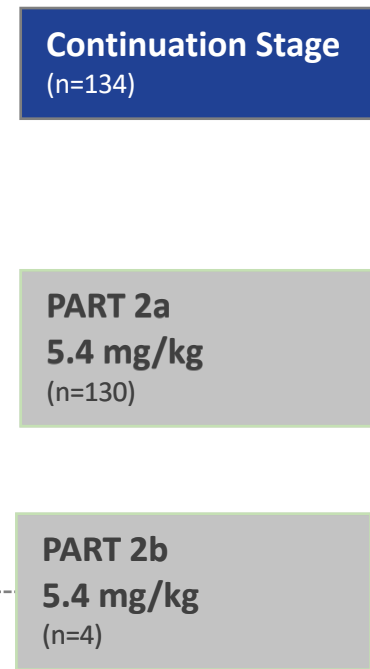 Continuation Stage
(n=134)
PART 2a
5.4 mg/kg
(n=130)
PART 2b
5.4 mg/kg
(n=4)